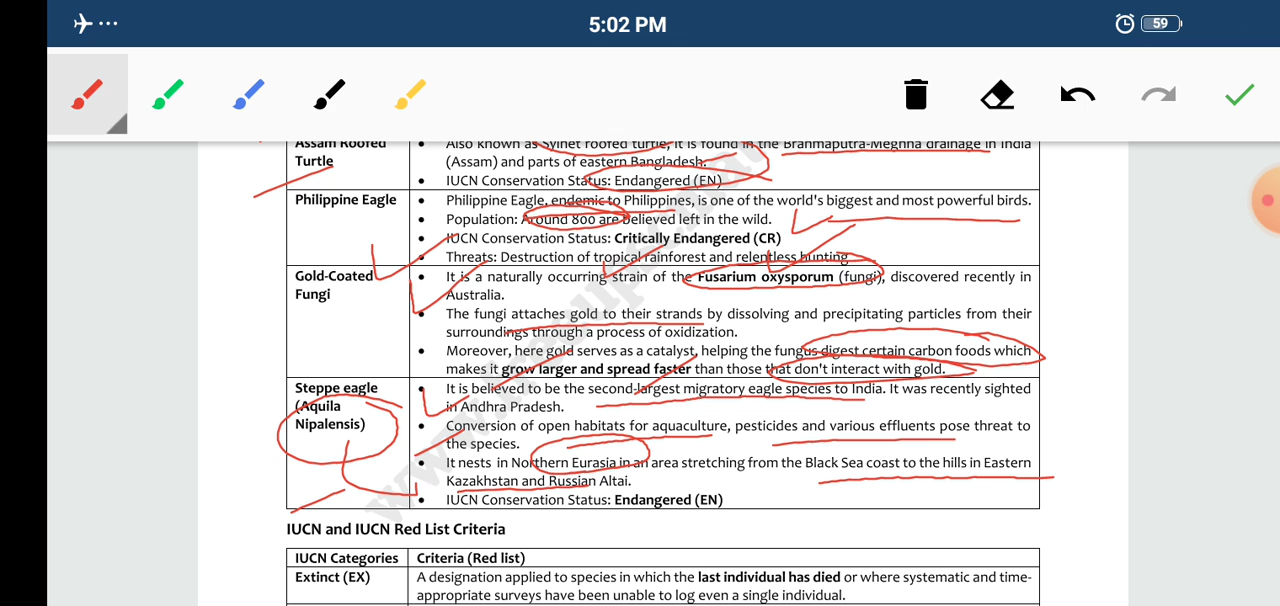 5:02 PM
59
Assam Roofed Turtle
Also known as Sylhet roofed turtle, it is found in the Brahmaputra-Meghna drainage in India
(Assam) and parts of eastern Bangladesh.
IUCN Conservation Status: Endangered (EN)
Philippine Eagle
Philippine Eagle, endemic to Philippines, is one of the world's biggest and most powerful birds.
Population: Around 800 are believed left in the wild.
IUCN Conservation Status: Critically Endangered (CR)
Threats: Destruction of tropical rainforest and relentless hunting
Gold-Coated
Fungi
It is a naturally occurring strain of the Fusarium oxysporum (fungi), discovered recently in
Australia.
The fungi attaches gold to their strands by dissolving and precipitating particles from their
surroundings through a process of oxidization.
Moreover, here gold serves as a catalyst, helping the fungus digest certain carbon foods which
makes it grow larger and spread faster than those that don't interact with gold.
Steppe eagle
(Aquila
Nipalensis)
It is believed to be the second-largest migratory eagle species to India. It was recently sighted
in Andhra Pradesh.
Conversion of open habitats for aquaculture, pesticides and various effluents pose threat to
the species.
It nests in Northern Eurasia in an area stretching from the Black Sea coast to the hills in Eastern
Kazakhstan and Russian Altai.
IUCN Conservation Status: Endangered (EN)
IUCN and IUCN Red List Criteria
IUCN Categories
Criteria (Red list)
Extinct (EX)
A designation applied to species in which the last individual has died or where systematic and time-
appropriate surveys have been unable to log even a single individual.